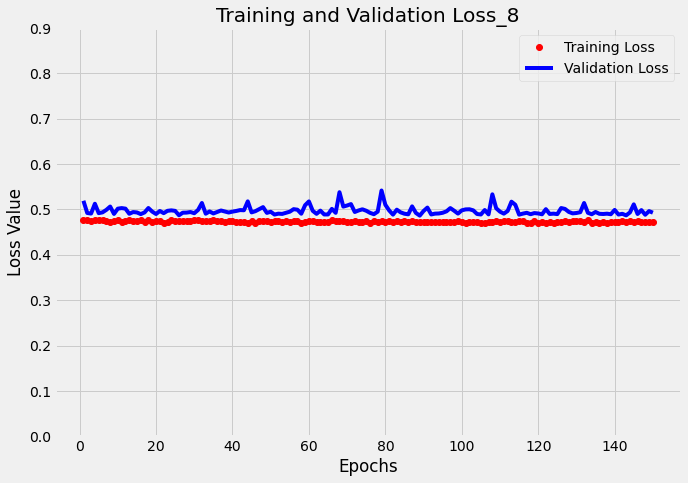 Training and Validation Loss_8
Training Loss
Validation Loss
0.9
0.8
0.7
0.6
0.5
0.4
0.3
0.2
0.1
0.0
Loss Value
0 20 40 60 80 100 120 140
Epochs